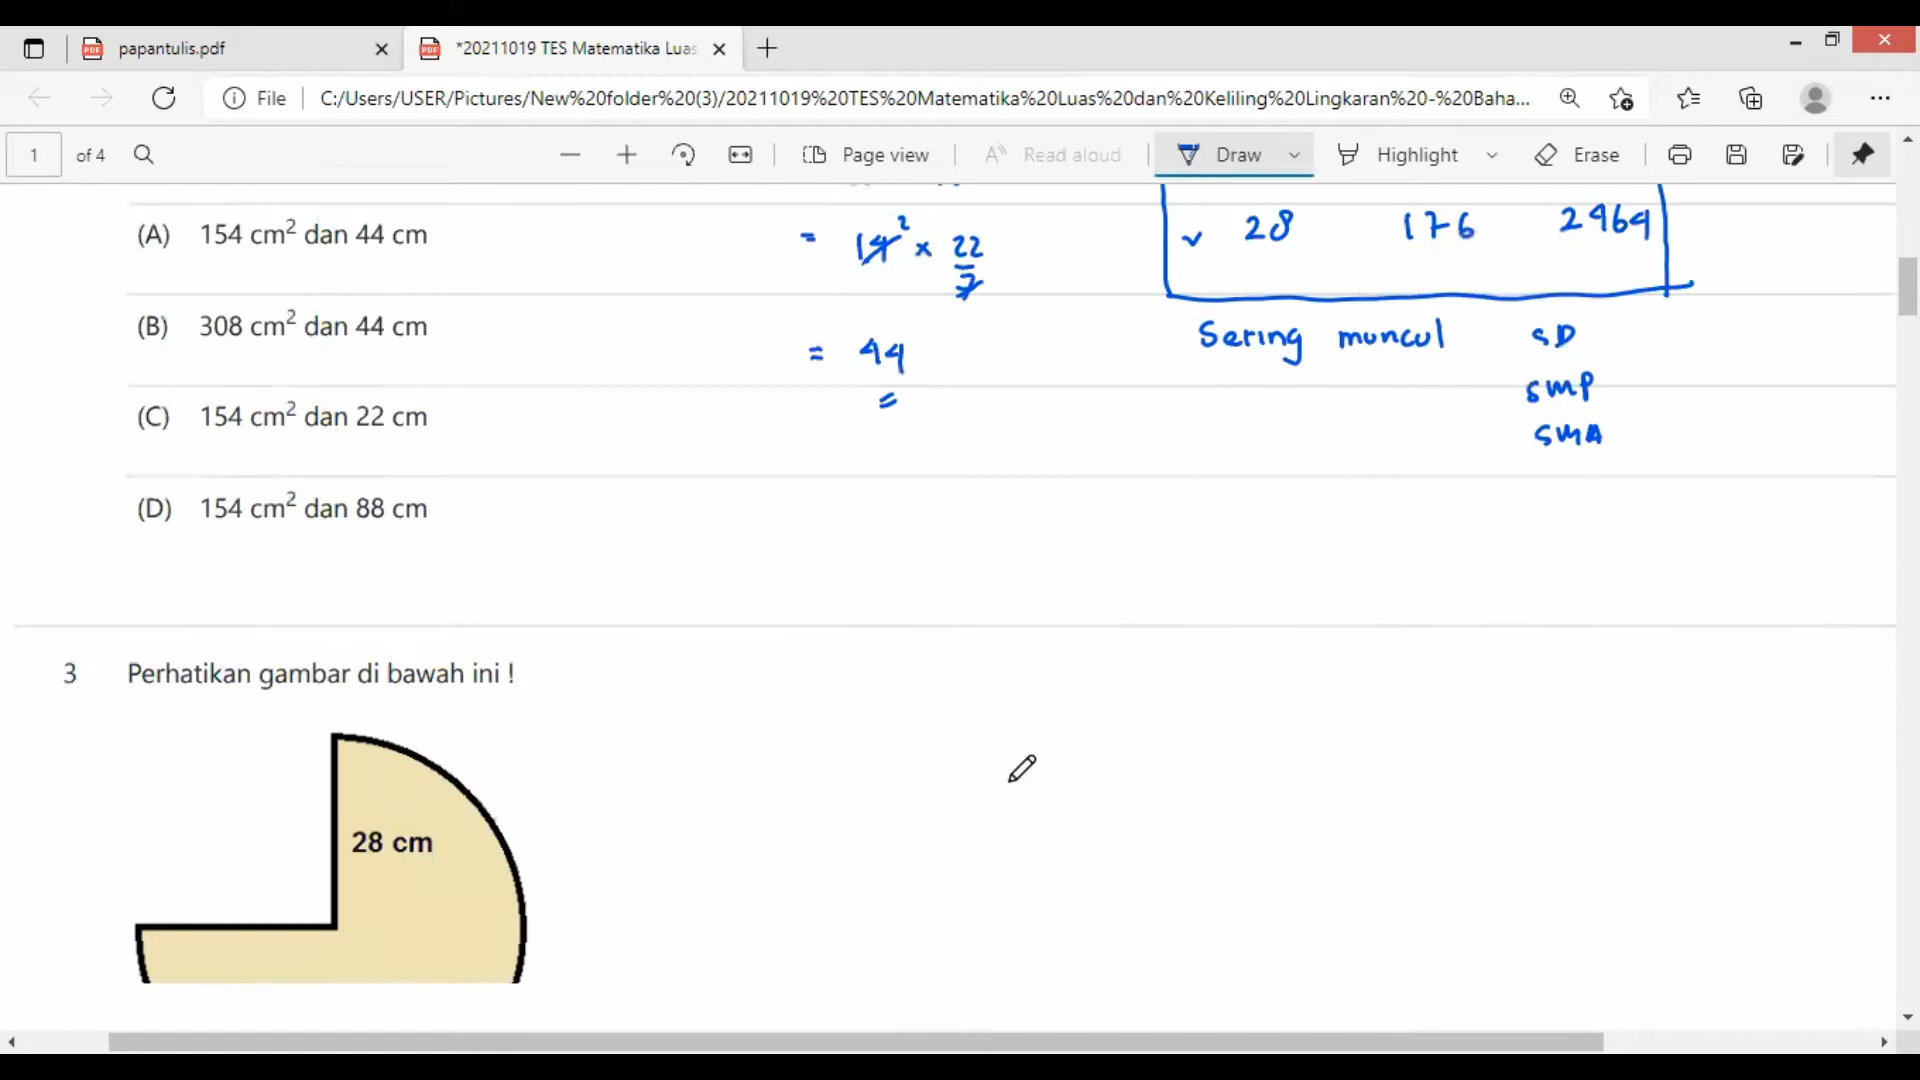 papantulis.pdf
*20211019 TES Matematika Luas
File
C:/Users/USER/Pictures/New%20folder%20(3)/20211019%20TES%20Matematika%20Luas%20dan%20Keliling%20Lingkaran%20-%20Baha...
1 of 4
Page view
Read aloud
Draw
Highlight
Erase
(A) 154 cm² dan 44 cm
= 14² × 22/7
✓ 28 176 2464
(B) 308 cm² dan 44 cm
= 44
=
Sering muncul SD
SMP
SMA
(C) 154 cm² dan 22 cm
(D) 154 cm² dan 88 cm
3 Perhatikan gambar di bawah ini !
28 cm